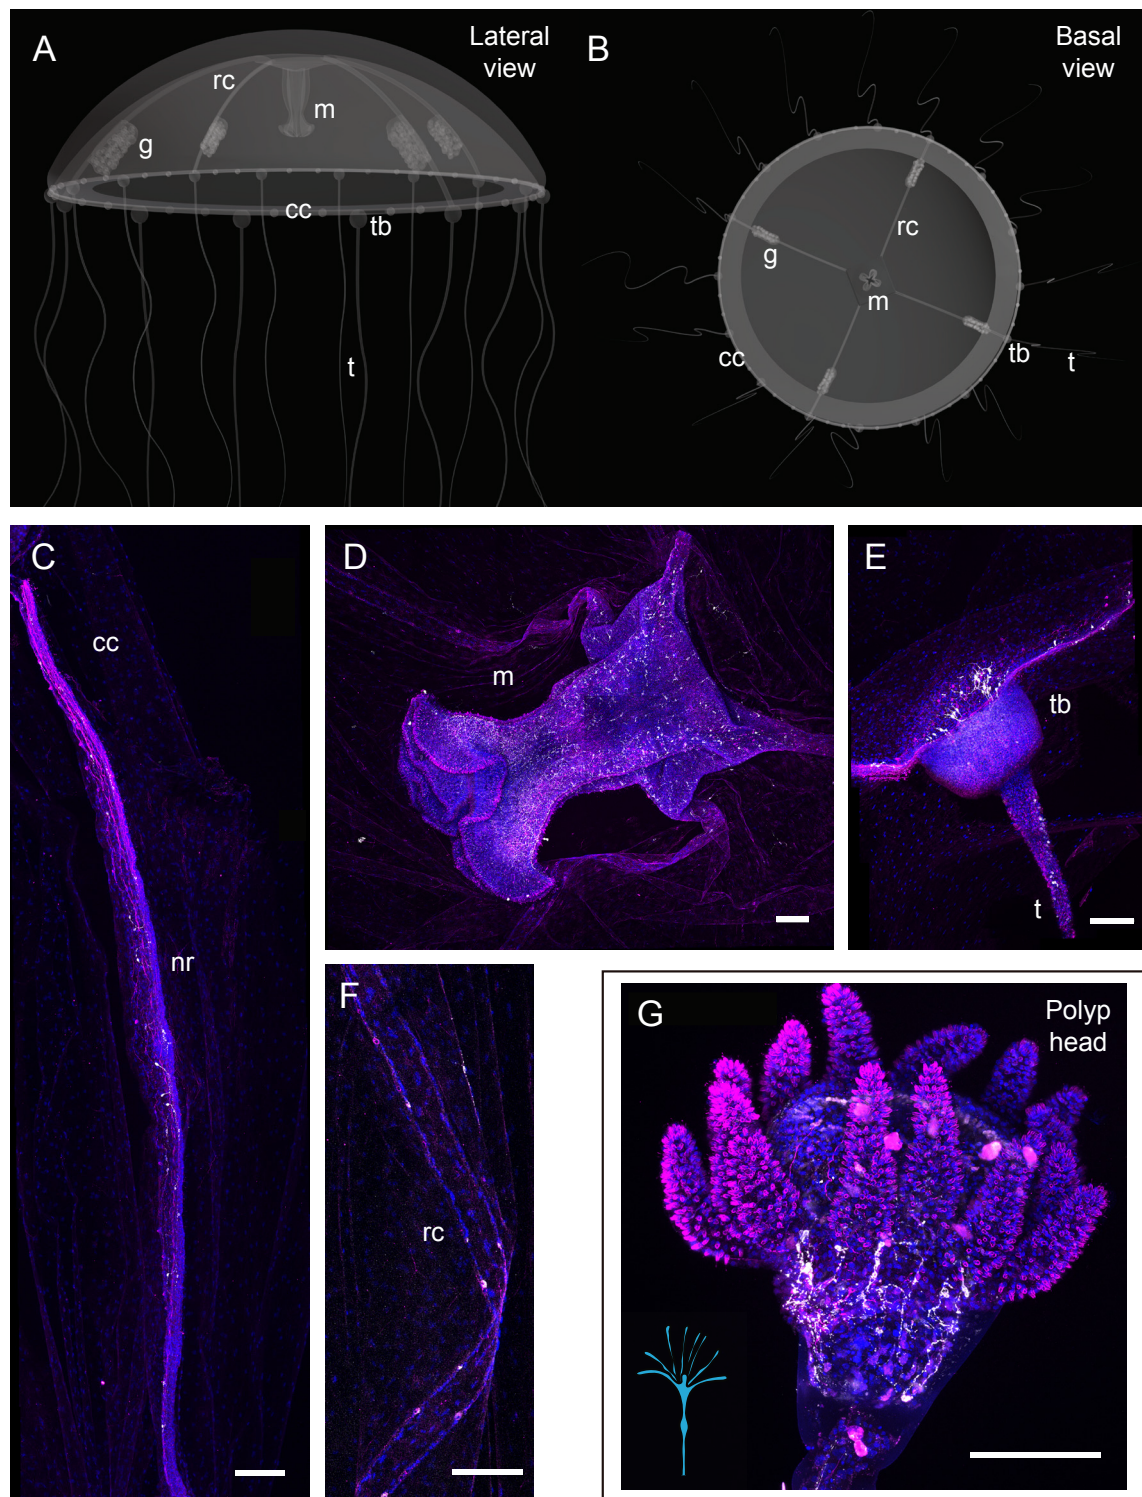 A
Lateral
view
rc
m
g
cc
tb
t
B
Basal
view
rc
g
m
cc
tb
t
C
cc
nr
D
m
E
tb
t
F
rc
G
Polyp
head